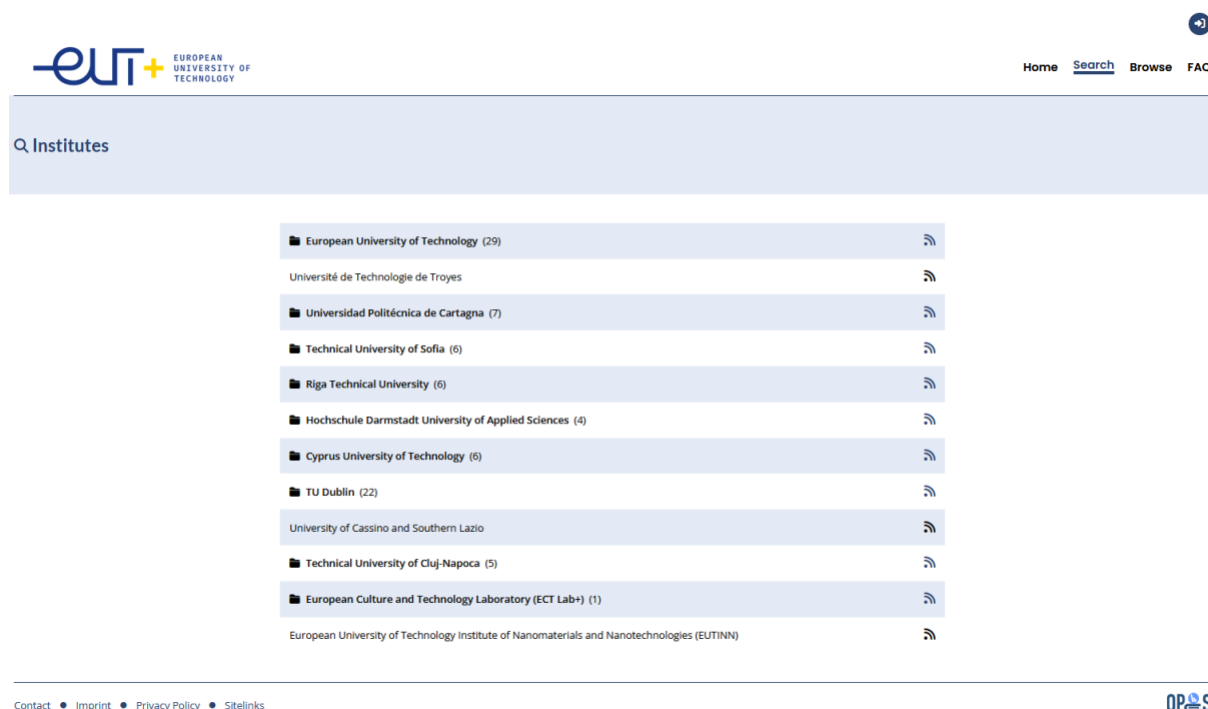 eut+ EUROPEAN
UNIVERSITY OF
TECHNOLOGY
Home Search Browse FAQ
Institutes
European University of Technology (29)
Université de Technologie de Troyes
Universidad Politécnica de Cartagna (7)
Technical University of Sofia (6)
Riga Technical University (6)
Hochschule Darmstadt University of Applied Sciences (4)
Cyprus University of Technology (6)
TU Dublin (22)
University of Cassino and Southern Lazio
Technical University of Cluj-Napoca (5)
European Culture and Technology Laboratory (ECT Lab+) (1)
European University of Technology Institute of Nanomaterials and Nanotechnologies (EUTINN)
Contact ● Imprint ● Privacy Policy ● Sitelinks